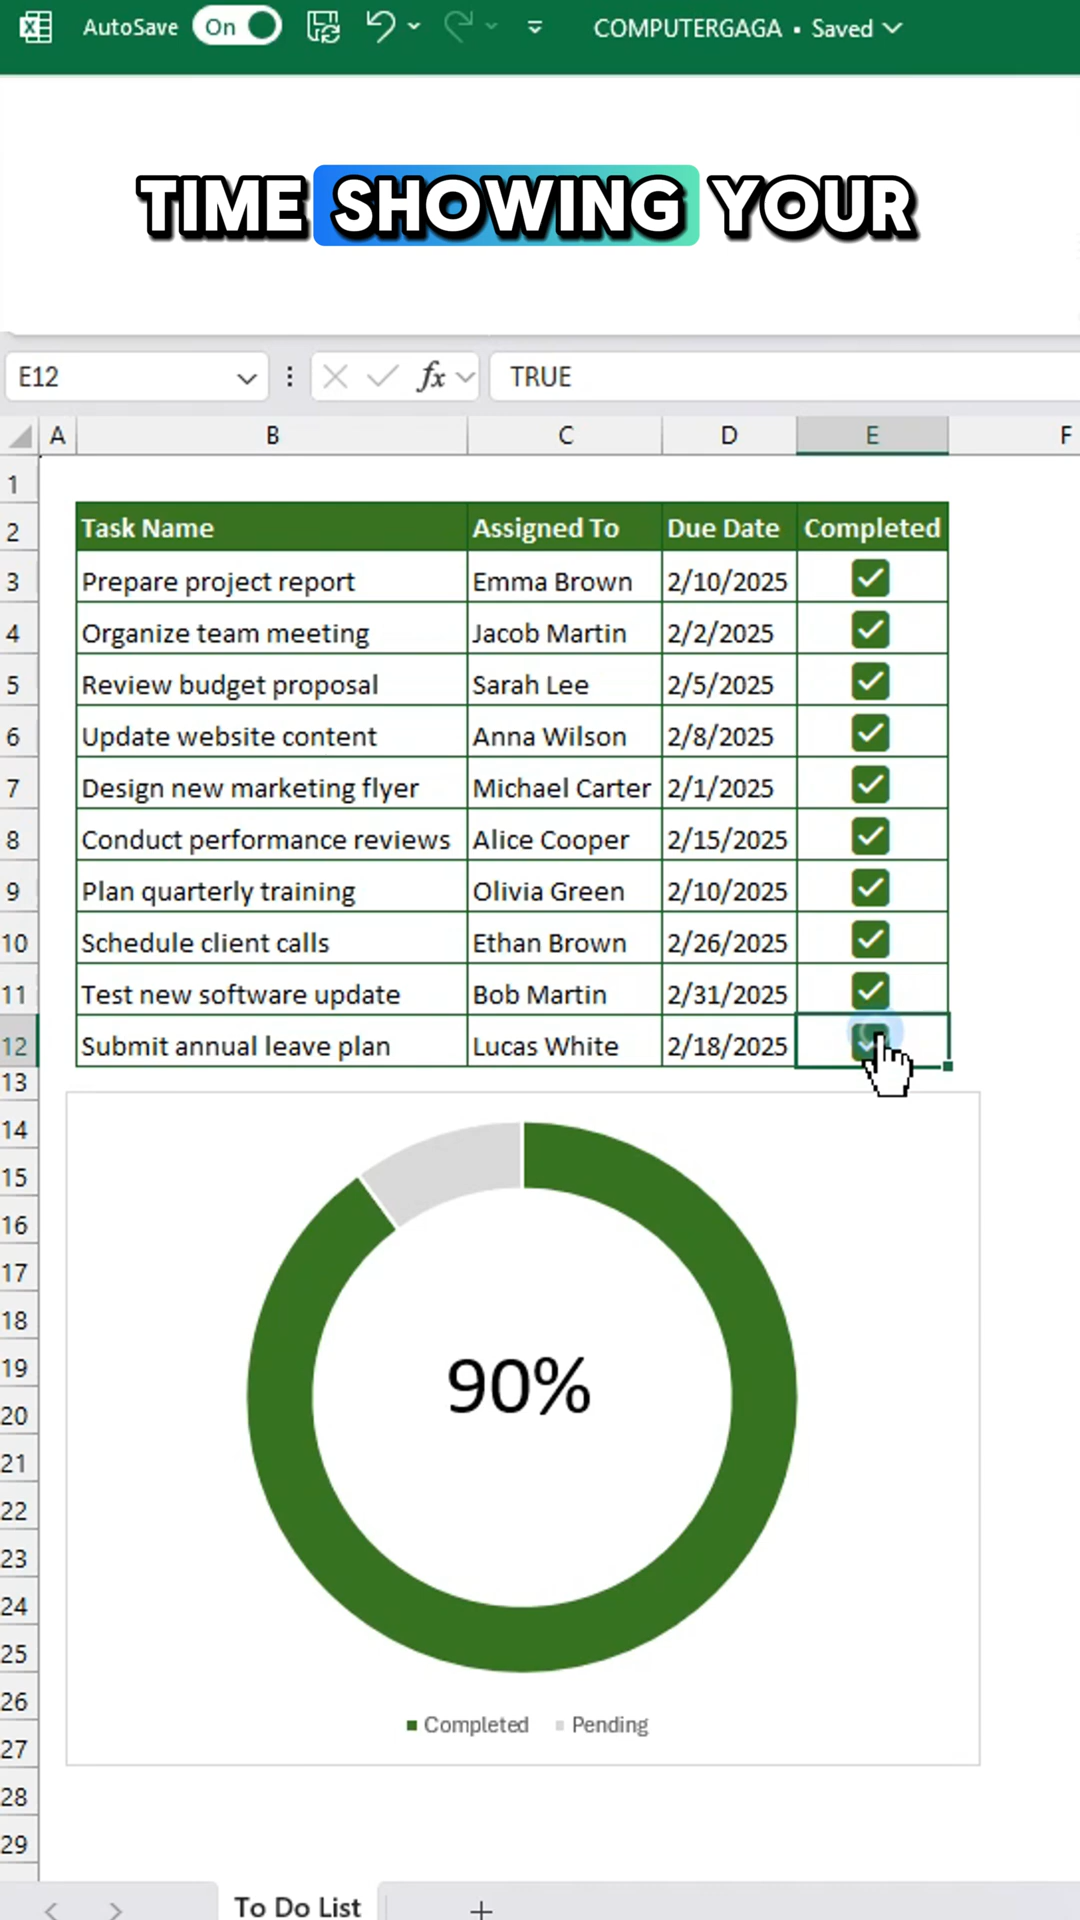 AutoSave On COMPUTERGAGA • Saved
TIME SHOWING YOUR
E12 fx TRUE
A B C D E F
1
2 Task Name Assigned To Due Date Completed
3 Prepare project report Emma Brown 2/10/2025
4 Organize team meeting Jacob Martin 2/2/2025
5 Review budget proposal Sarah Lee 2/5/2025
6 Update website content Anna Wilson 2/8/2025
7 Design new marketing flyer Michael Carter 2/1/2025
8 Conduct performance reviews Alice Cooper 2/15/2025
9 Plan quarterly training Olivia Green 2/10/2025
10 Schedule client calls Ethan Brown 2/26/2025
11 Test new software update Bob Martin 2/31/2025
12 Submit annual leave plan Lucas White 2/18/2025
13
14
15
16
17
18
19
90%
20
21
22
23
24
25
26
Completed Pending
27
28
29
To Do List